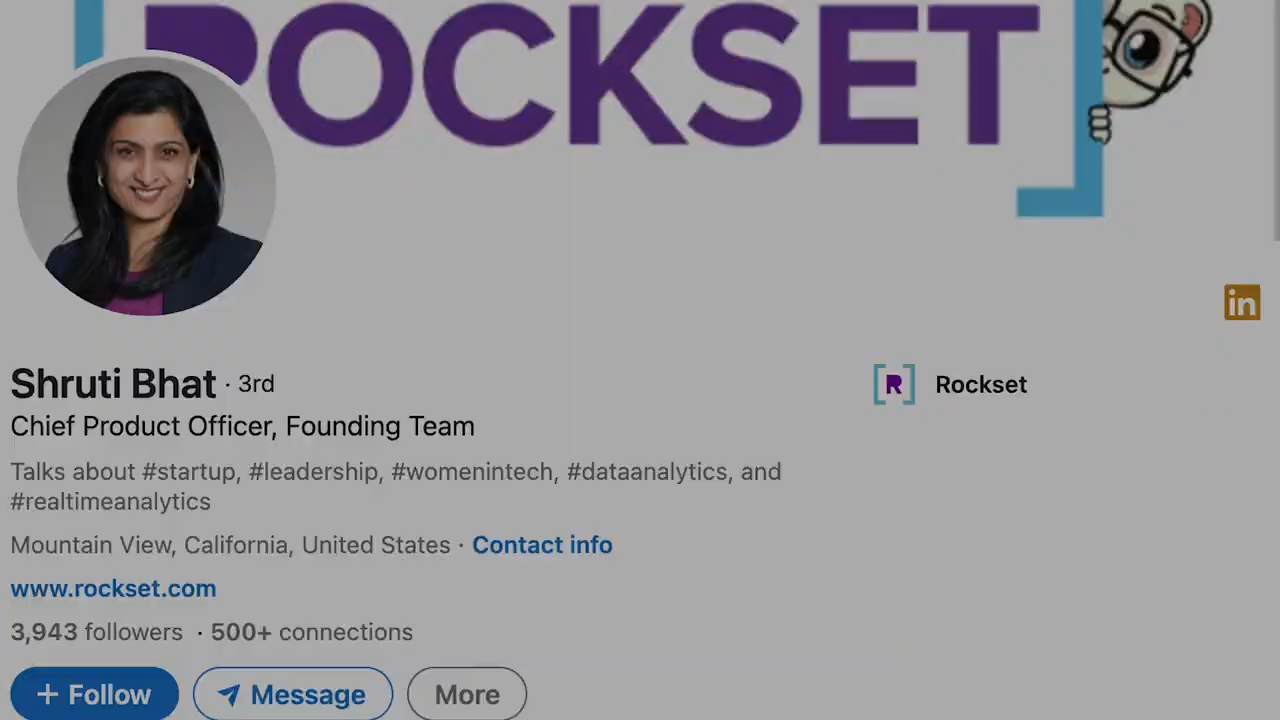 ROCKSET
in
Shruti Bhat · 3rd
R Rockset
Chief Product Officer, Founding Team
Talks about #startup, #leadership, #womenintech, #dataanalytics, and
#realtimeanalytics
Mountain View, California, United States · Contact info
www.rockset.com
3,943 followers · 500+ connections
+ Follow
Message
More